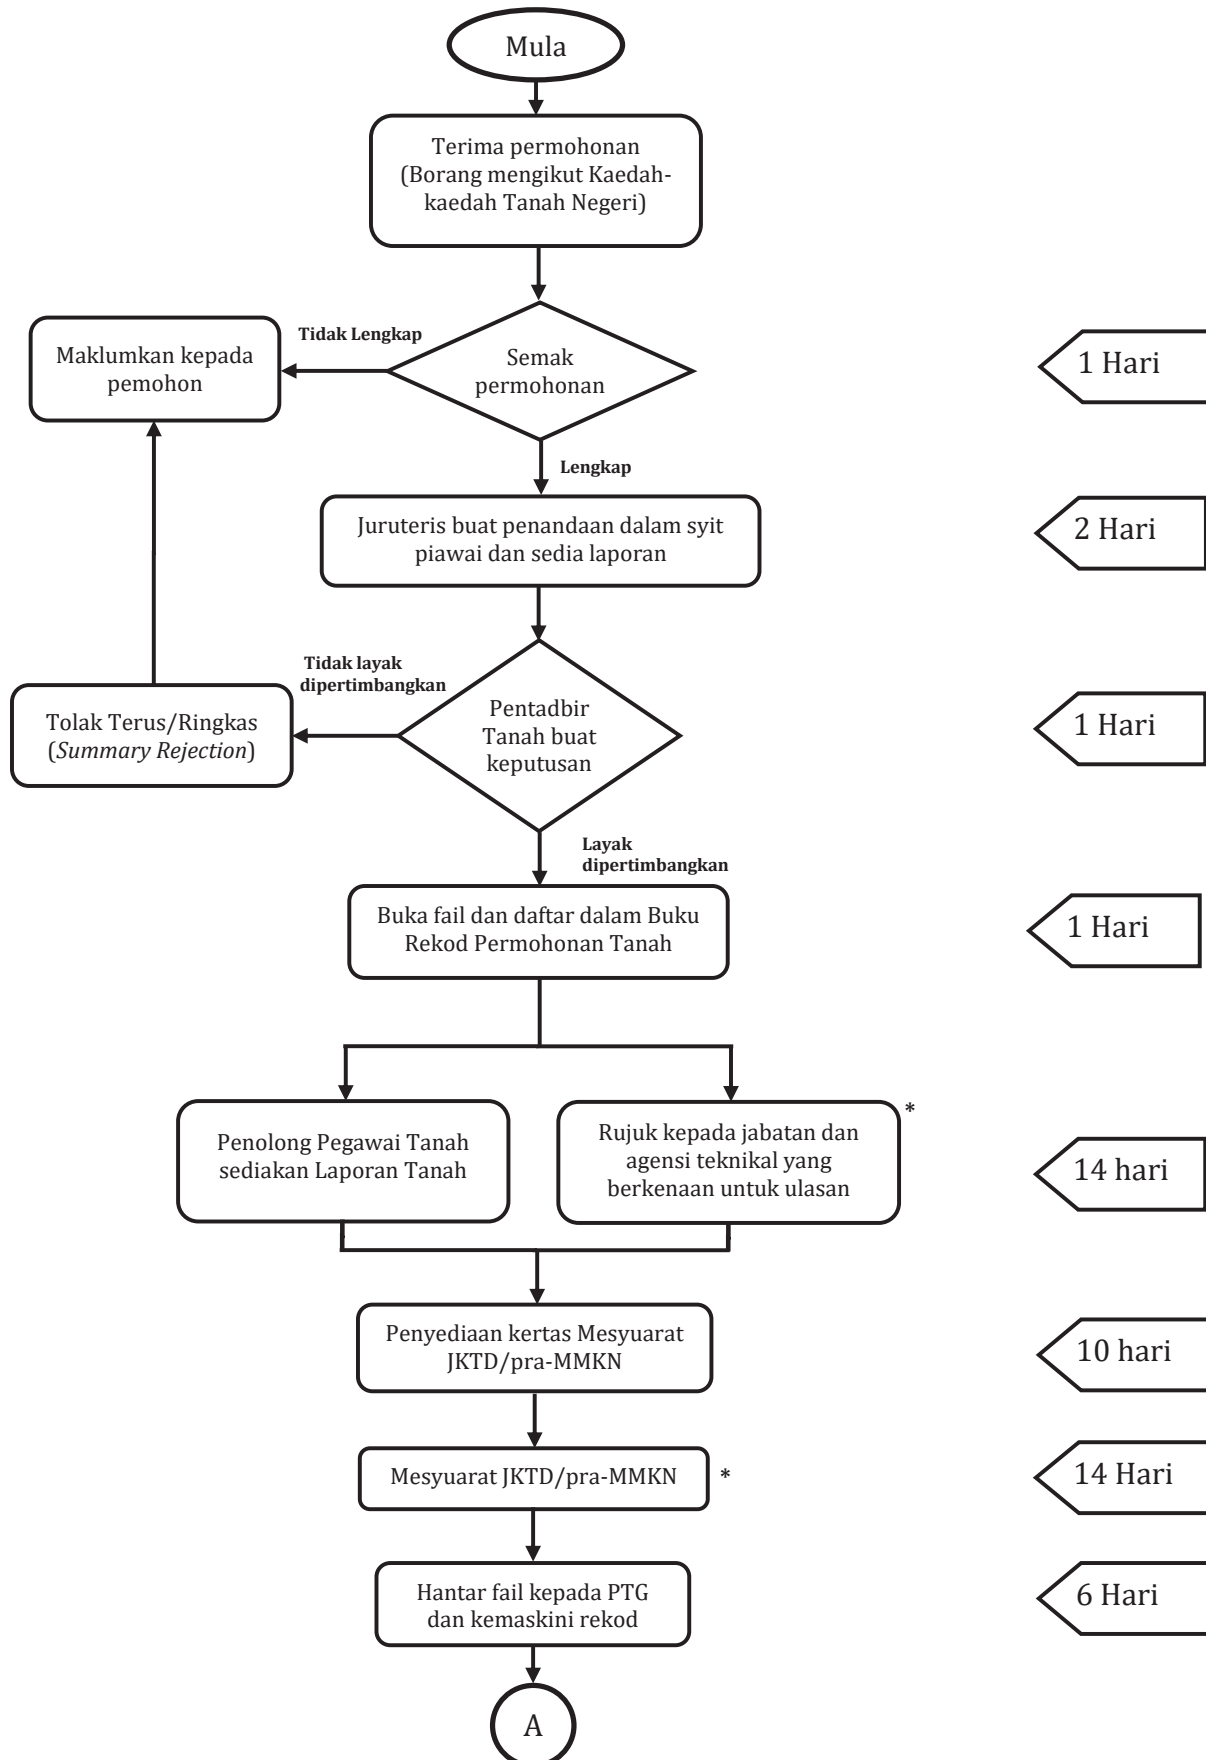 Mula
Terima permohonan
(Borang mengikut Kaedah-
kaedah Tanah Negeri)
Tidak Lengkap
Maklumkan kepada
pemohon
Semak
permohonan
1 Hari
Lengkap
Juruteris buat penandaan dalam syit
piawai dan sedia laporan
2 Hari
Tidak layak
dipertimbangkan
Tolak Terus/Ringkas
(Summary Rejection)
Pentadbir
Tanah buat
keputusan
1 Hari
Layak
dipertimbangkan
Buka fail dan daftar dalam Buku
Rekod Permohonan Tanah
1 Hari
Penolong Pegawai Tanah
sediakan Laporan Tanah
*
Rujuk kepada jabatan dan
agensi teknikal yang
berkenaan untuk ulasan
14 hari
Penyediaan kertas Mesyuarat
JKTD/pra-MMKN
10 hari
Mesyuarat JKTD/pra-MMKN *
14 Hari
Hantar fail kepada PTG
dan kemaskini rekod
6 Hari
A